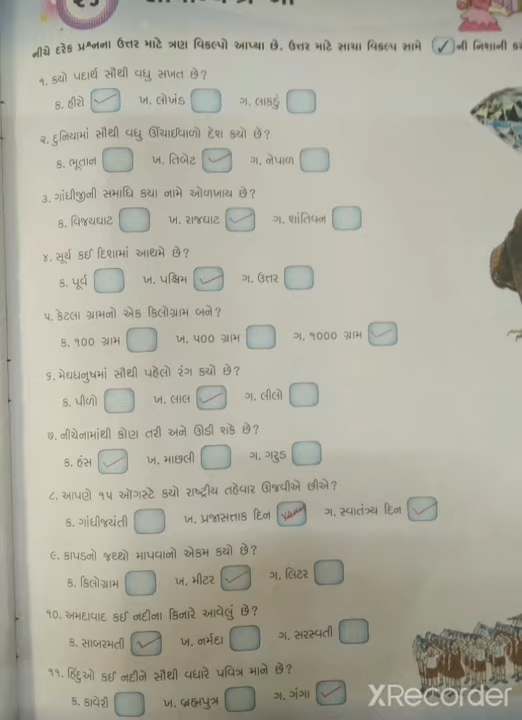 નીચે દરેક પ્રશ્નના ઉત્તર માટે ત્રણ વિકલ્પો આપ્યા છે. ઉત્તર માટે સાચા વિકલ્પ સામે ✓ ની નિશાની
૧. કયો પદાર્થ સૌથી વધુ સખત છે?
ક. હીરો ✓ ખ. લોખંડ ગ. લાકડું
૨. દુનિયામાં સૌથી વધુ ઊંચાઈવાળો દેશ કયો છે?
ક. ભૂતાન ખ. તિબેટ ✓ ગ. નેપાળ
૩. ગાંધીજીની સમાધિ કયા નામે ઓળખાય છે?
ક. વિજયઘાટ ખ. રાજઘાટ ✓ ગ. શાંતિવન
૪. સૂર્ય કઈ દિશામાં આથમે છે?
ક. પૂર્વ ખ. પશ્ચિમ ✓ ગ. ઉત્તર
૫. કેટલા ગ્રામનો એક કિલોગ્રામ બને?
ક. ૧૦૦ ગ્રામ ખ. ૫૦૦ ગ્રામ ગ. ૧૦૦૦ ગ્રામ ✓
૬. મેઘધનુષમાં સૌથી પહેલો રંગ કયો છે?
ક. પીળો ખ. લાલ ✓ ગ. લીલો
૭. નીચેનામાંથી કોણ તરી અને ઊડી શકે છે?
ક. હંસ ✓ ખ. માછલી ગ. ગરુડ
૮. આપણે ૧૫ ઑગસ્ટે કયો રાષ્ટ્રીય તહેવાર ઊજવીએ છીએ?
ક. ગાંધીજયંતી ખ. પ્રજાસત્તાક દિન ગ. સ્વાતંત્ર્ય દિન ✓
૯. કાપડનો જથ્થો માપવાનો એકમ કયો છે?
ક. કિલોગ્રામ ખ. મીટર ✓ ગ. લિટર
૧૦. અમદાવાદ કઈ નદીના કિનારે આવેલું છે?
ક. સાબરમતી ✓ ખ. નર્મદા ગ. સરસ્વતી
૧૧. હિંદુઓ કઈ નદીને સૌથી વધારે પવિત્ર માને છે?
ક. કાવેરી ખ. બ્રહ્મપુત્ર ગ. ગંગા ✓
XRecorder